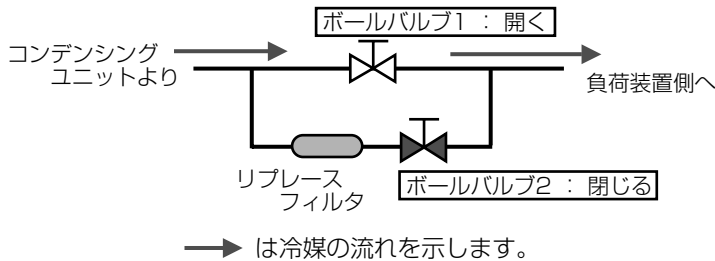 ボールバルブ1 ： 開く
コンデンシング
ユニットより
負荷装置側へ
リプレース
フィルタ
ボールバルブ2 ： 閉じる
は冷媒の流れを示します。